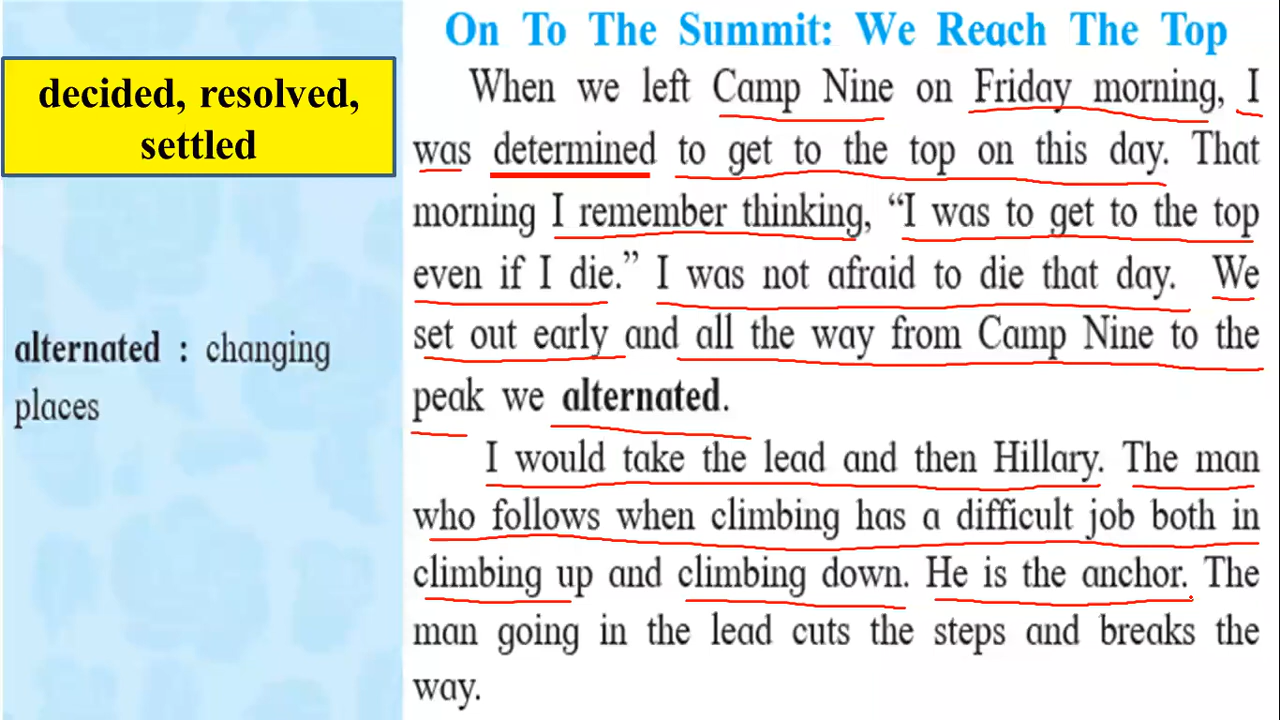 decided, resolved,
settled
alternated : changing
places
On To The Summit: We Reach The Top
When we left Camp Nine on Friday morning, I
was determined to get to the top on this day. That
morning I remember thinking, “I was to get to the top
even if I die.” I was not afraid to die that day. We
set out early and all the way from Camp Nine to the
peak we alternated.
I would take the lead and then Hillary. The man
who follows when climbing has a difficult job both in
climbing up and climbing down. He is the anchor. The
man going in the lead cuts the steps and breaks the
way.